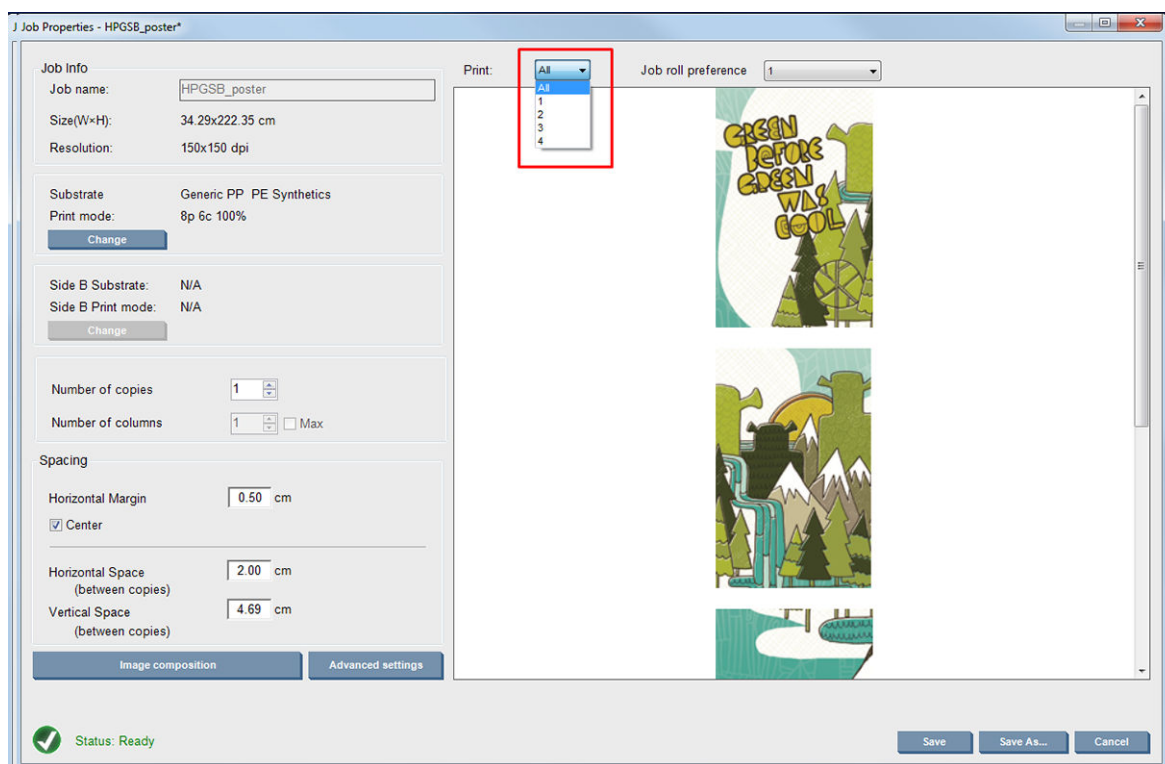 J Job Properties - HPGSB_poster*
Job Info
Job name: HPGSB_poster
Size(W×H): 34.29x222.35 cm
Resolution: 150x150 dpi
Substrate Generic PP PE Synthetics
Print mode: 8p 6c 100%
Change
Side B Substrate: N/A
Side B Print mode: N/A
Change
Number of copies 1
Number of columns 1 Max
Spacing
Horizontal Margin 0.50 cm
Center
Horizontal Space 2.00 cm
(between copies)
Vertical Space 4.69 cm
(between copies)
Image composition Advanced settings
Print: All Job roll preference 1
All
1
2
3
4
GREEN
BEFORE
GREEN
WAS
COOL
Status: Ready
Save Save As... Cancel